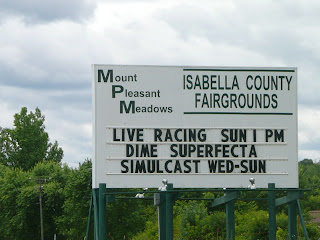 Mount
Pleasant
Meadows
ISABELLA COUNTY
FAIRGROUNDS
LIVE RACING SUN 1 PM
DIME SUPERFECTA
SIMULCAST WED-SUN